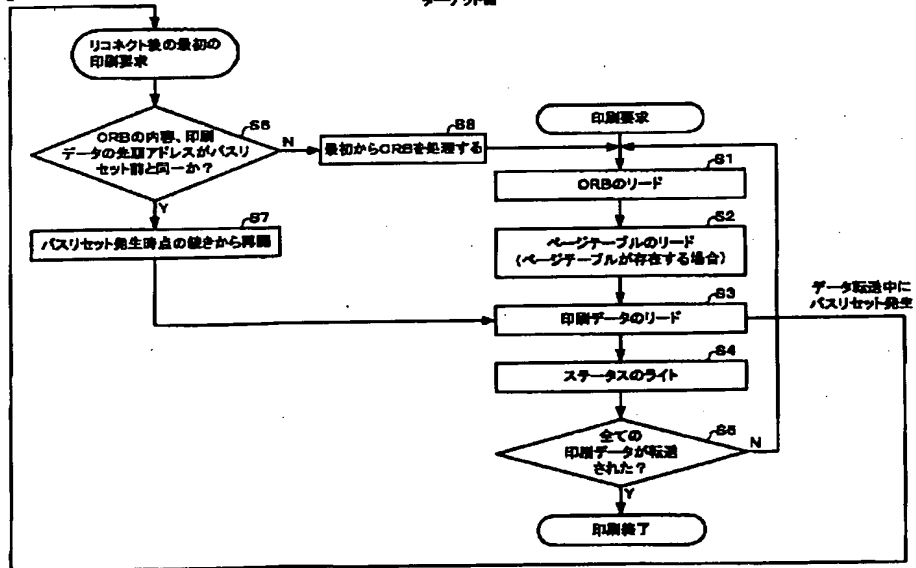 ターゲット側
リコネクト後の最初の
印刷要求
S6
ORBの内容、印刷
データの先頭アドレスがバスリ
セット前と同一か?
N
Y
S8
最初からORBを処理する
S7
バスリセット発生時点の続きから再開
印刷要求
S1
ORBのリード
S2
ページテーブルのリード
(ページテーブルが存在する場合)
S3
印刷データのリード
データ転送中に
バスリセット発生
S4
ステータスのライト
S5
全ての
印刷データが転送
された?
N
Y
印刷終了